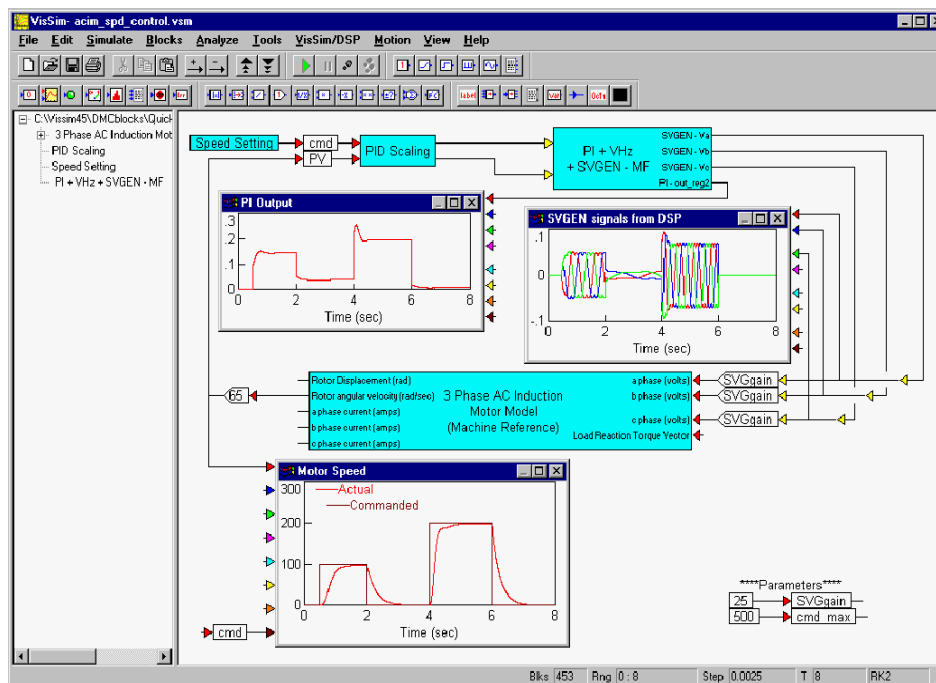 VisSim- acim_spd_control.vsm
File Edit Simulate Blocks Analyze Tools VisSim/DSP Motion View Help
C:\Vissim45\DMCblocks\Quick
3 Phase AC Induction Mot
PID Scaling
Speed Setting
PI + VHz + SVGEN - MF
Speed Setting
cmd
PV
PID Scaling
PI + VHz
+ SVGEN - MF
SVGEN - Va
SVGEN - Vb
SVGEN - Vc
PI - out_reg2
PI Output
.3
.2
.1
0
0 2 4 6 8
Time (sec)
SVGEN signals from DSP
.1
0
-.1
0 2 4 6 8
Time (sec)
65
Rotor Displacement (rad)
Rotor angular velocity (rad/sec)
a phase current (amps)
b phase current (amps)
c phase current (amps)
3 Phase AC Induction
Motor Model
(Machine Reference)
a phase (volts)
b phase (volts)
c phase (volts)
Load Reaction Torque Vector
SVGgain
SVGgain
SVGgain
Motor Speed
Actual
Commanded
300
200
100
0
0 2 4 6 8
Time (sec)
cmd
****Parameters****
25 SVGgain
500 cmd_max
Blks 453 Rng 0 : 8 Step 0.0025 T 8 RK2